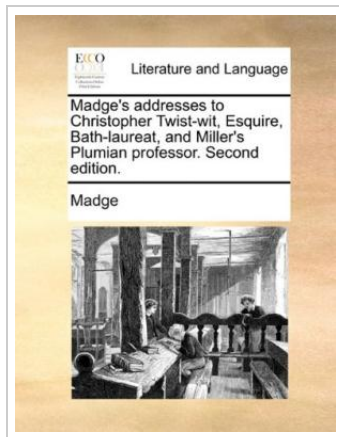 ECCO
Literature and Language
Madge's addresses to
Christopher Twist-wit, Esquire,
Bath-laureat, and Miller's
Plumian professor. Second
edition.
Madge